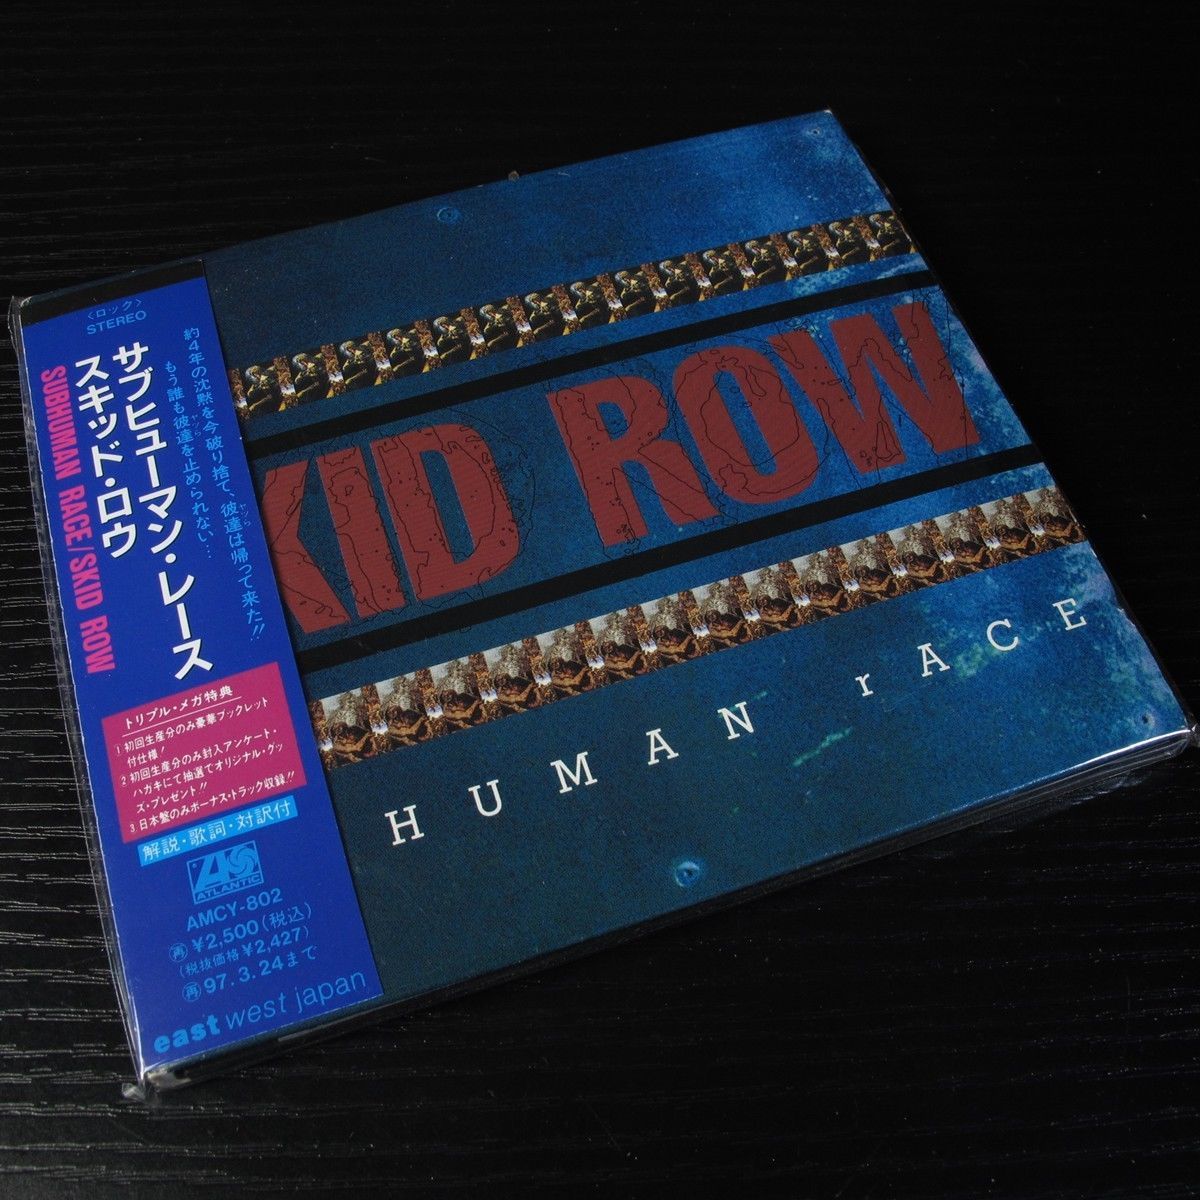 〈ロック〉
STEREO
約4年の沈黙を今破り捨て、彼達は帰って来た!!
ヤツら
もう誰も彼達を止められない…
ヤツら
サブヒューマン・レース
スキッド・ロウ
SUBHUMAN RACE/SKID ROW
トリプル・メガ特典
1 初回生産分のみ豪華ブックレット
付仕様!
2 初回生産分のみ封入アンケート・
ハガキにて抽選でオリジナル・グッ
ズ・プレゼント!!
3 日本盤のみボーナス・トラック収録!!
解説・歌詞・対訳付
ATLANTIC
AMCY-802
再 ¥2,500(税込)
(税抜価格 ¥2,427)
再 97.3.24まで
east west japan
KID ROW
HUMAN rACE